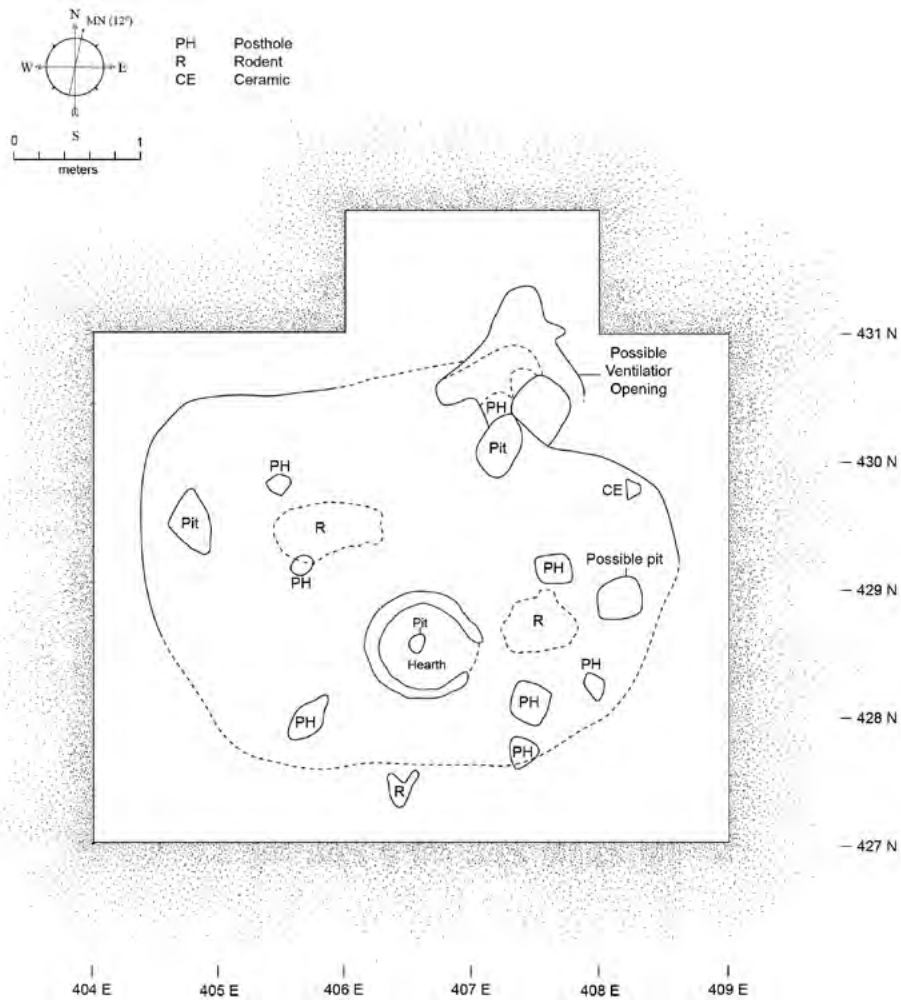 N
MN (12°)
W
E
S
PH Posthole
R Rodent
CE Ceramic
0 1
meters
431 N
Possible
Ventilatior
Opening
PH
Pit
430 N
PH
CE
Pit
R
PH
Possible pit
PH
429 N
Pit
R
Hearth
PH
PH
PH
428 N
PH
R
427 N
404 E 405 E 406 E 407 E 408 E 409 E